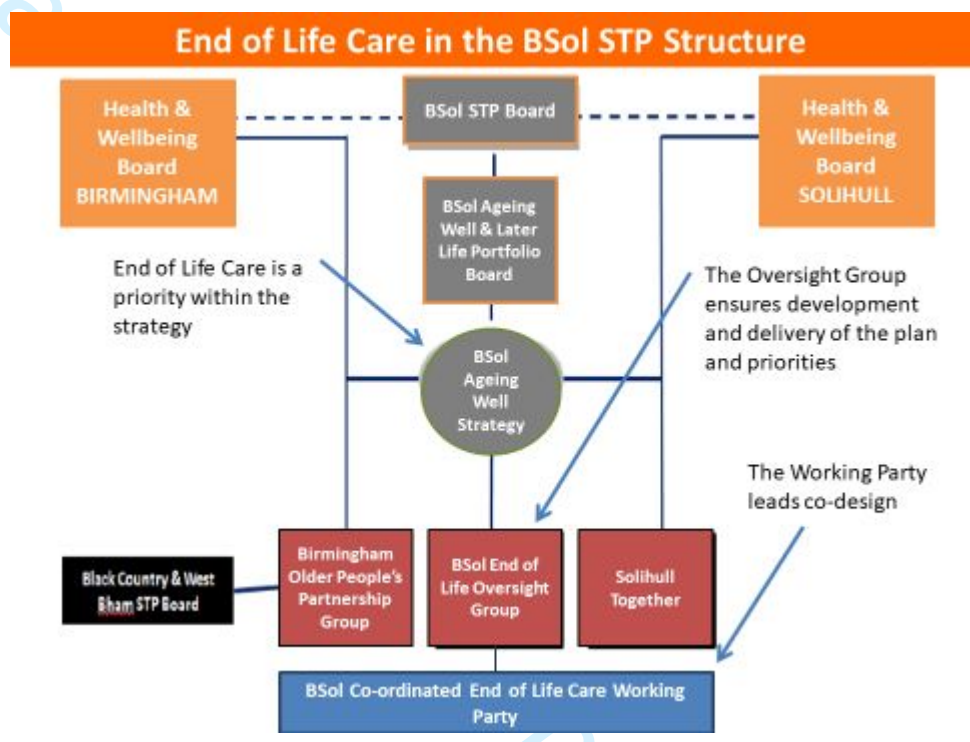 End of Life Care in the BSol STP Structure
Health &
Wellbeing
Board
BIRMINGHAM
BSol STP Board
Health &
Wellbeing
Board
SOLIHULL
BSol Ageing
Well & Later
Life Portfolio
Board
End of Life Care is a
priority within the
strategy
The Oversight Group
ensures development
and delivery of the plan
and priorities
BSol
Ageing
Well
Strategy
The Working Party
leads co-design
Black Country & West
Bham STP Board
Birmingham
Older People's
Partnership
Group
BSol End of
Life Oversight
Group
Solihull
Together
BSol Co-ordinated End of Life Care Working
Party